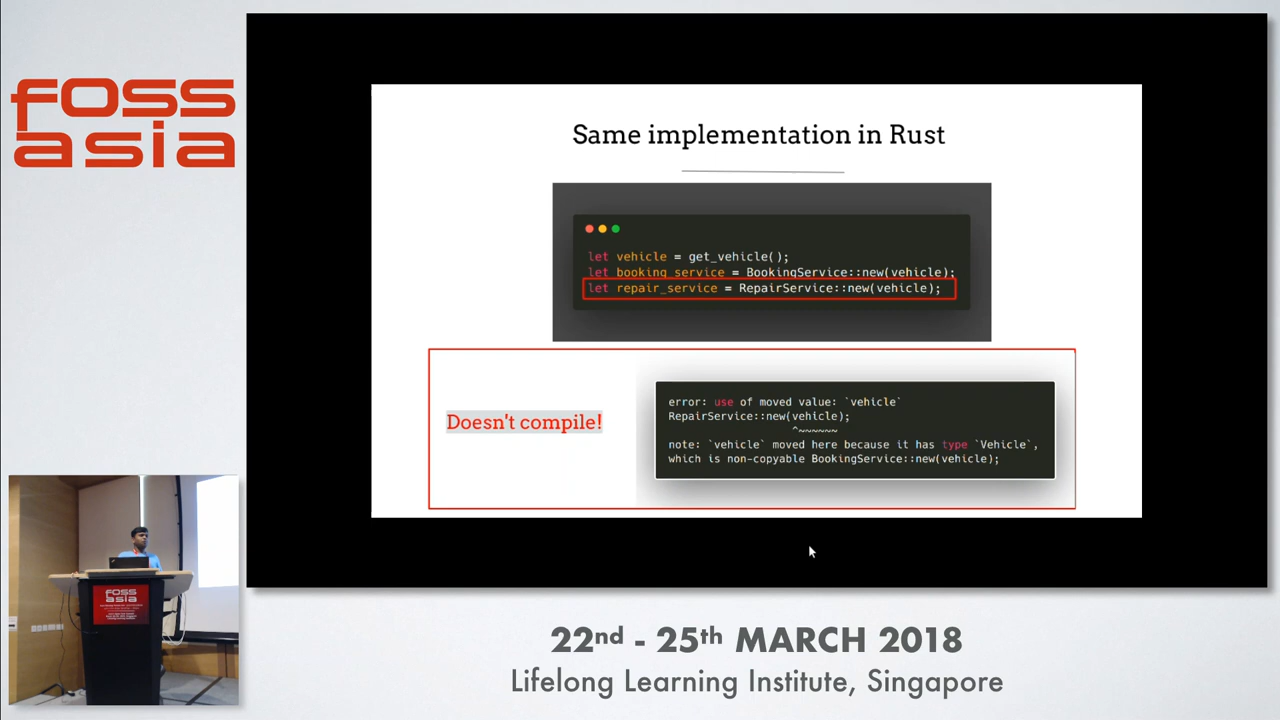 foss
asia
Same implementation in Rust
let vehicle = get_vehicle();
let booking_service = BookingService::new(vehicle);
let repair_service = RepairService::new(vehicle);
Doesn't compile!
error: use of moved value: `vehicle`
RepairService::new(vehicle);
^~~~~~~
note: `vehicle` moved here because it has type `Vehicle`,
which is non-copyable BookingService::new(vehicle);
foss
asia
22nd - 25th MARCH 2018
Lifelong Learning Institute, Singapore